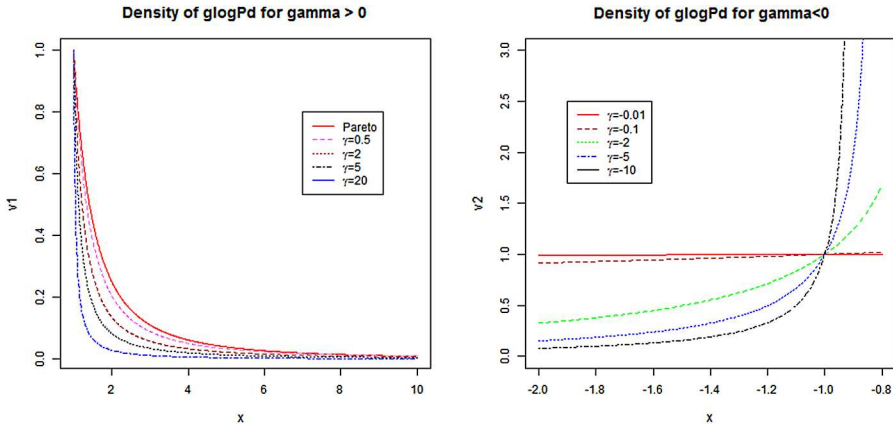 Density of glogPd for gamma > 0
v1
1.0
0.8
0.6
0.4
0.2
0.0
Pareto
γ=0.5
γ=2
γ=5
γ=20
2 4 6 8 10
x
Density of glogPd for gamma<0
v2
3.0
2.5
2.0
1.5
1.0
0.5
0.0
γ=-0.01
γ=-0.1
γ=-2
γ=-5
γ=-10
-2.0 -1.8 -1.6 -1.4 -1.2 -1.0 -0.8
x